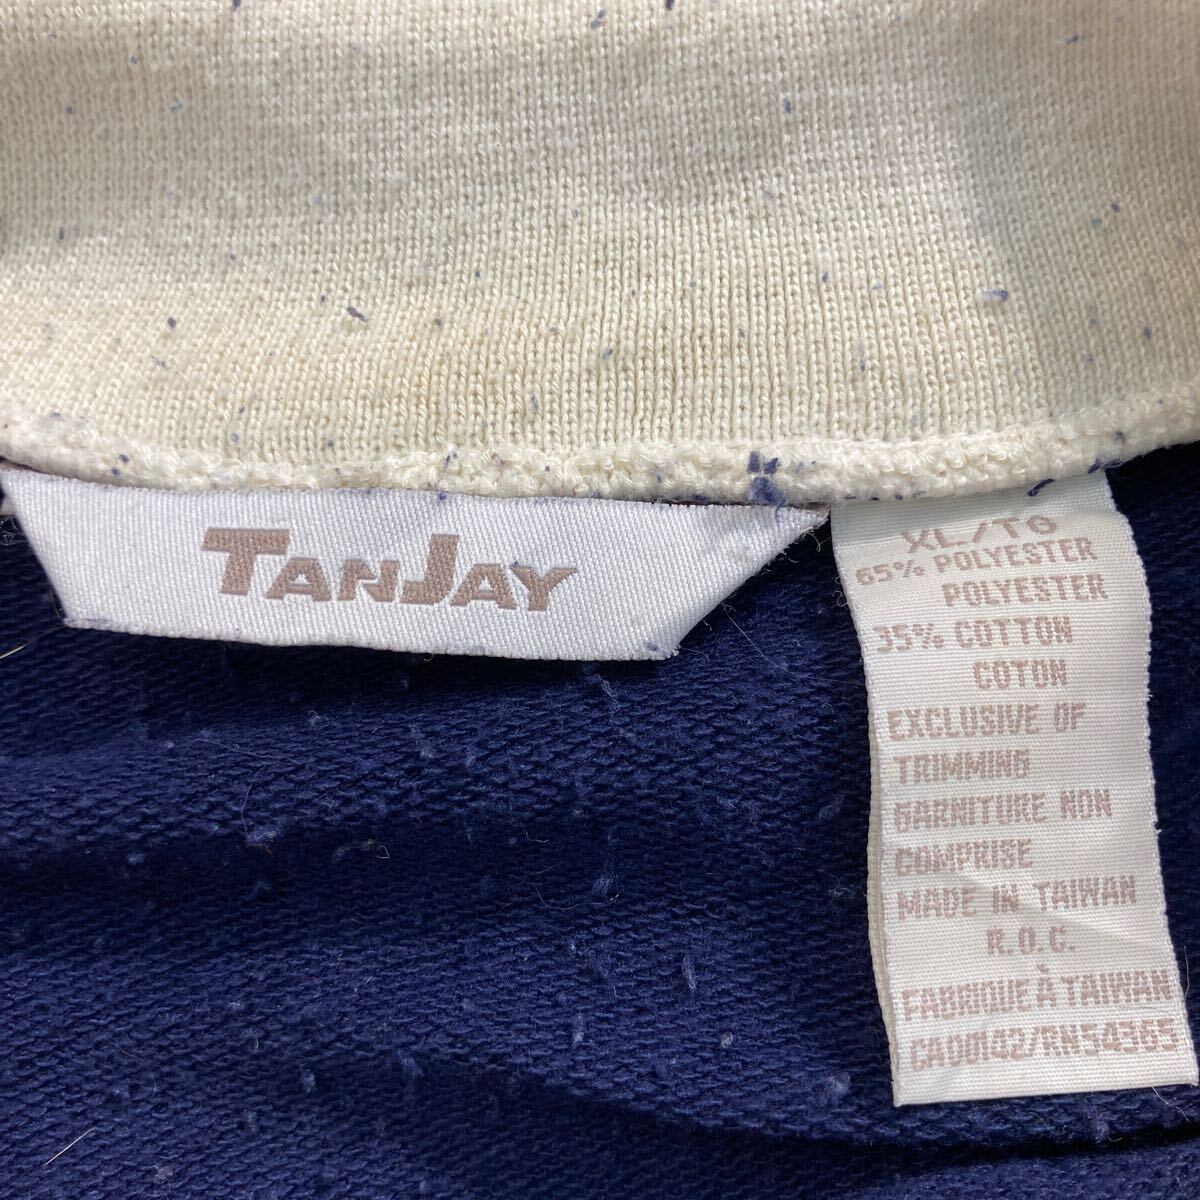 TANJAY
XL/TG
65% POLYESTER
POLYESTER
35% COTTON
COTON
EXCLUSIVE OF
TRIMMING
GARNITURE NON
COMPRISE
MADE IN TAIWAN
R.O.C.
FABRIQUE À TAIWAN
CA00142/RN54365